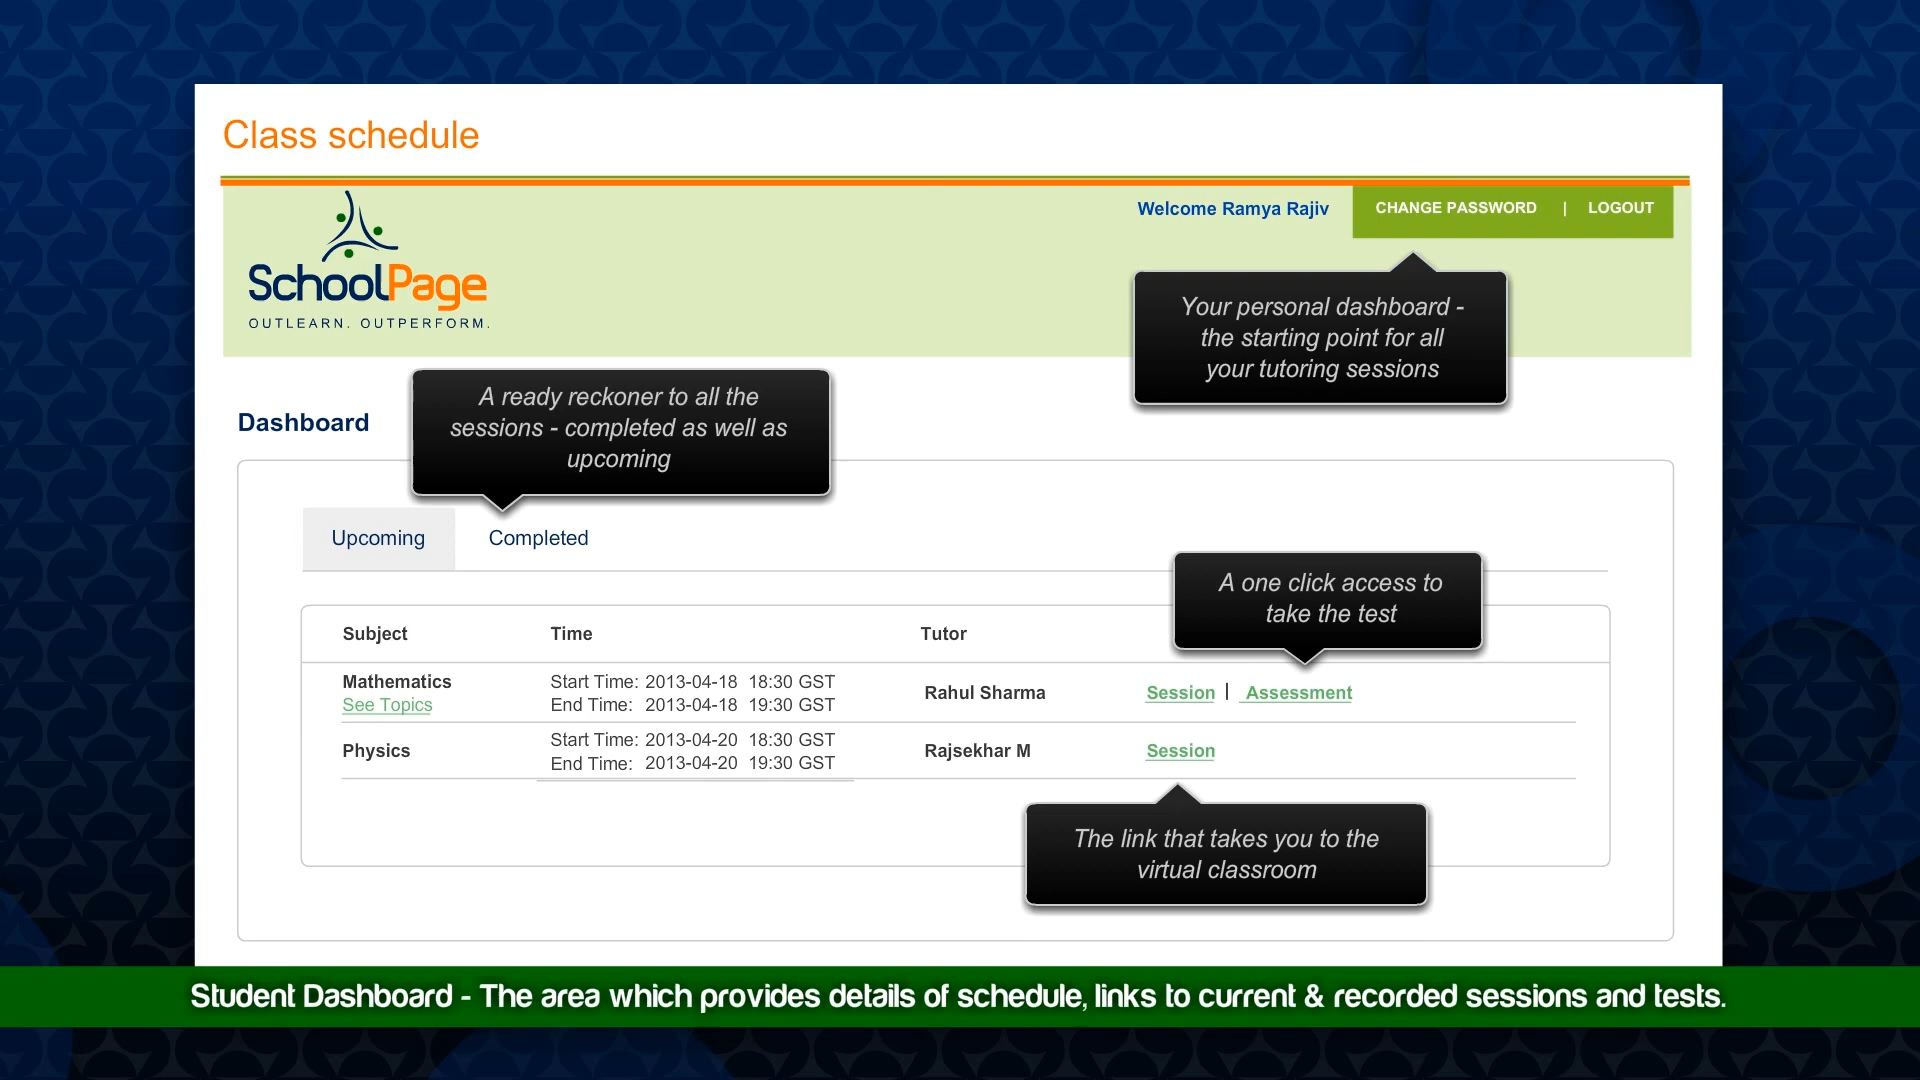 Class schedule
Welcome Ramya Rajiv
CHANGE PASSWORD | LOGOUT
SchoolPage
OUTLEARN. OUTPERFORM.
Your personal dashboard -
the starting point for all
your tutoring sessions
Dashboard
A ready reckoner to all the
sessions - completed as well as
upcoming
Upcoming Completed
A one click access to
take the test
Subject Time Tutor
Mathematics
See Topics
Start Time: 2013-04-18 18:30 GST
End Time: 2013-04-18 19:30 GST
Rahul Sharma
Session | Assessment
Physics
Start Time: 2013-04-20 18:30 GST
End Time: 2013-04-20 19:30 GST
Rajsekhar M
Session
The link that takes you to the
virtual classroom
Student Dashboard - The area which provides details of schedule, links to current & recorded sessions and tests.